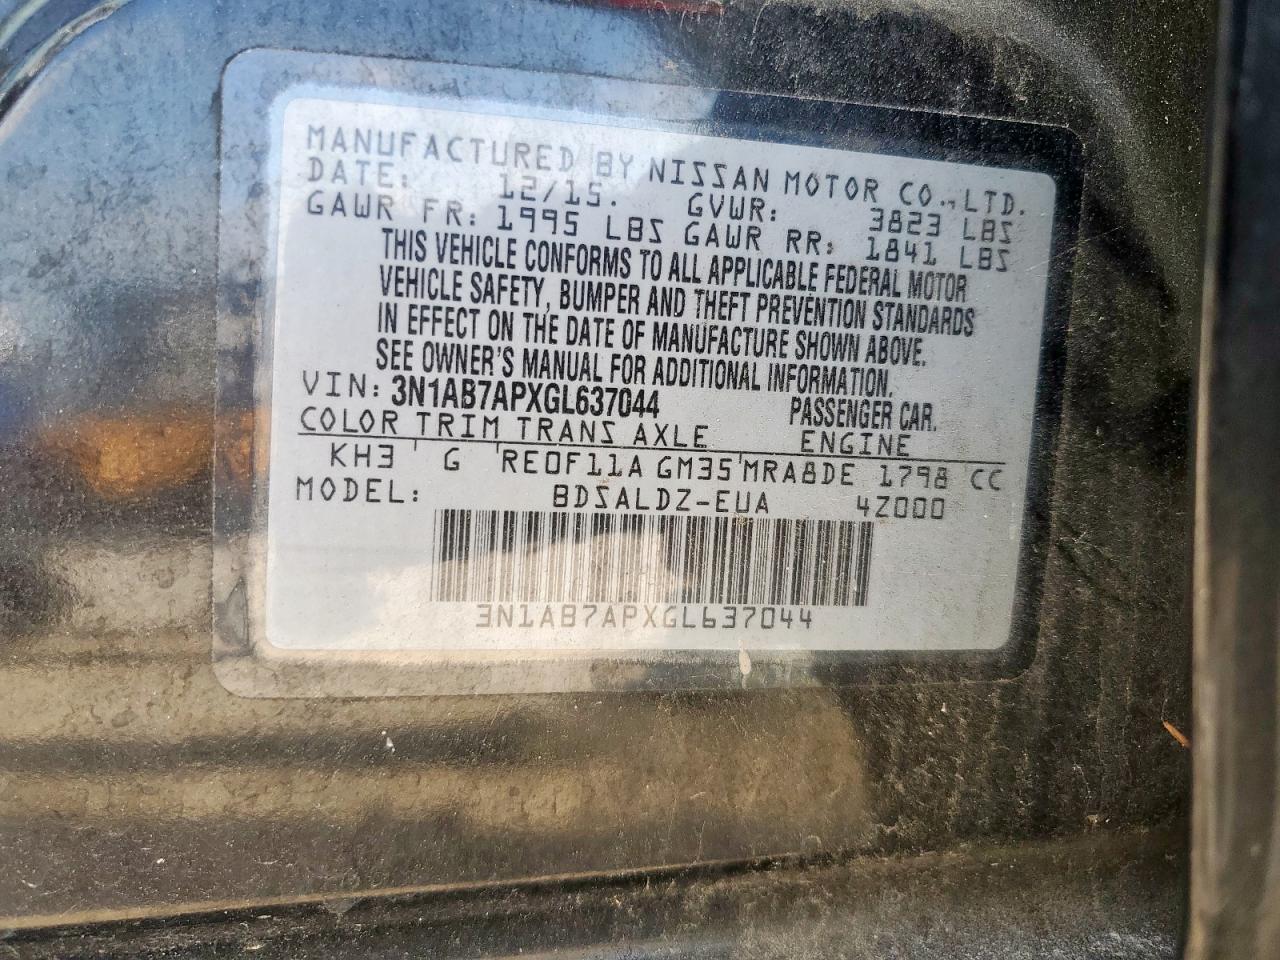 MANUFACTURED BY NISSAN MOTOR CO.,LTD.
DATE: 12/15. GVWR: 3823 LBS
GAWR FR: 1995 LBS GAWR RR: 1841 LBS
THIS VEHICLE CONFORMS TO ALL APPLICABLE FEDERAL MOTOR
VEHICLE SAFETY, BUMPER AND THEFT PREVENTION STANDARDS
IN EFFECT ON THE DATE OF MANUFACTURE SHOWN ABOVE.
SEE OWNER'S MANUAL FOR ADDITIONAL INFORMATION.
VIN: 3N1AB7APXGL637044 PASSENGER CAR.
COLOR TRIM TRANS AXLE ENGINE
KH3 G RE0F11A GM35 MRA8DE 1798 CC
MODEL: BDSALDZ-EUA 4Z000
3N1AB7APXGL637044